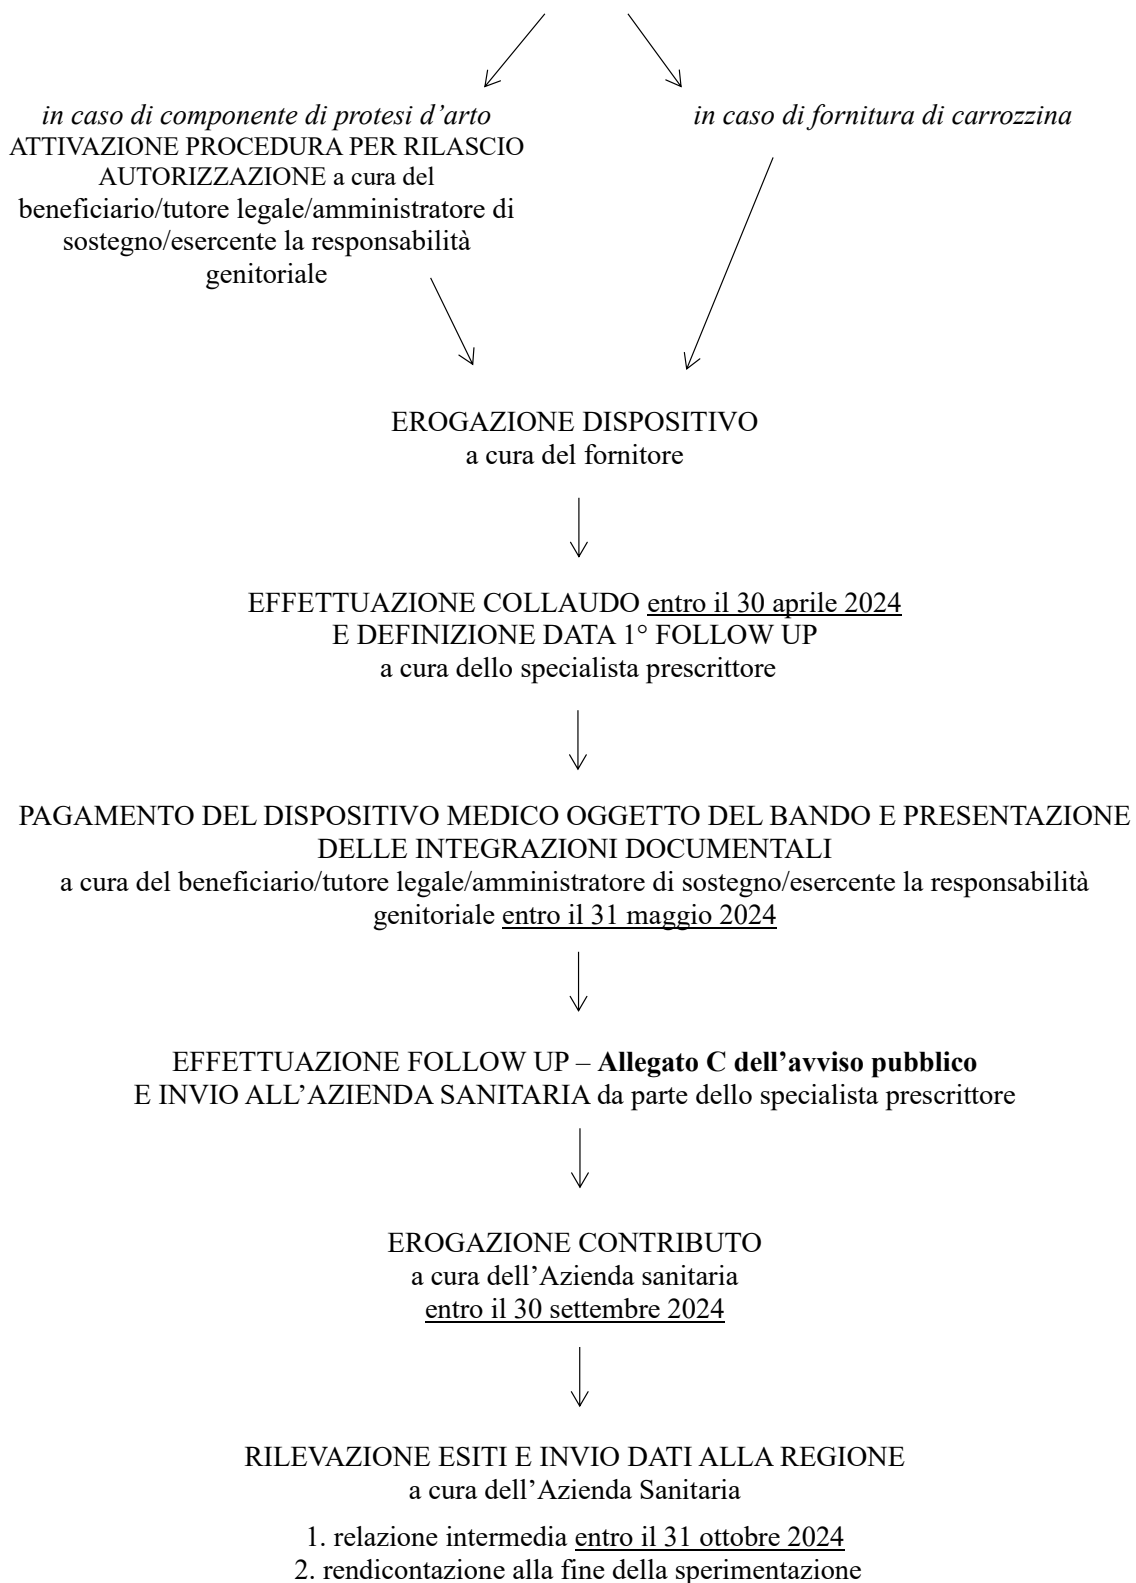 in caso di componente di protesi d’arto
ATTIVAZIONE PROCEDURA PER RILASCIO
AUTORIZZAZIONE a cura del
beneficiario/tutore legale/amministratore di
sostegno/esercente la responsabilità
genitoriale
in caso di fornitura di carrozzina
EROGAZIONE DISPOSITIVO
a cura del fornitore
EFFETTUAZIONE COLLAUDO entro il 30 aprile 2024
E DEFINIZIONE DATA 1° FOLLOW UP
a cura dello specialista prescrittore
PAGAMENTO DEL DISPOSITIVO MEDICO OGGETTO DEL BANDO E PRESENTAZIONE
DELLE INTEGRAZIONI DOCUMENTALI
a cura del beneficiario/tutore legale/amministratore di sostegno/esercente la responsabilità
genitoriale entro il 31 maggio 2024
EFFETTUAZIONE FOLLOW UP – Allegato C dell’avviso pubblico
E INVIO ALL’AZIENDA SANITARIA da parte dello specialista prescrittore
EROGAZIONE CONTRIBUTO
a cura dell’Azienda sanitaria
entro il 30 settembre 2024
RILEVAZIONE ESITI E INVIO DATI ALLA REGIONE
a cura dell’Azienda Sanitaria
1. relazione intermedia entro il 31 ottobre 2024
2. rendicontazione alla fine della sperimentazione